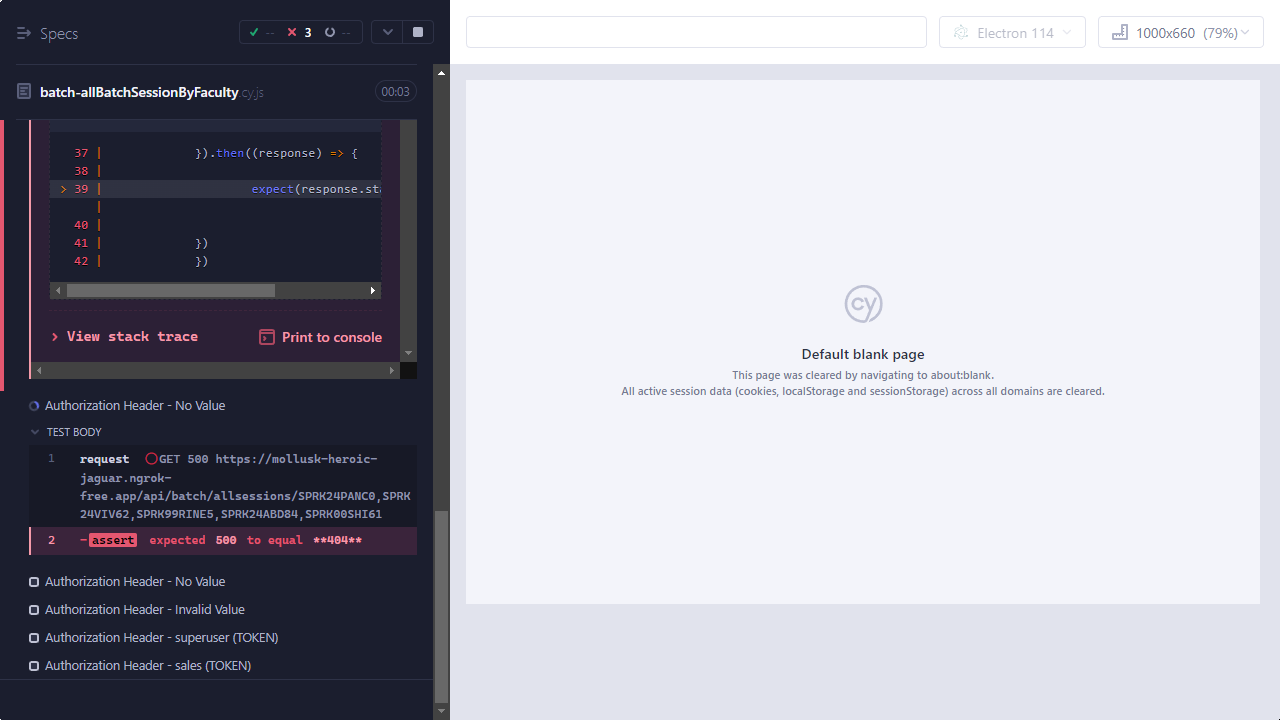 Specs
--
3
--
batch-allBatchSessionByFaculty.cy.js
00:03
37 | }).then((response) => {
38 |
> 39 | expect(response.sta
|
40 |
41 | })
42 | })
> View stack trace
Print to console
Authorization Header - No Value
TEST BODY
1 request GET 500 https://mollusk-heroic-
jaguar.ngrok-
free.app/api/batch/allsessions/SPRK24PANC0,SPRK
24VIV62,SPRK99RINE5,SPRK24ABD84,SPRK00SHI61
2 -assert expected 500 to equal **404**
Authorization Header - No Value
Authorization Header - Invalid Value
Authorization Header - superuser (TOKEN)
Authorization Header - sales (TOKEN)
Electron 114
1000x660 (79%)
cy
Default blank page
This page was cleared by navigating to about:blank.
All active session data (cookies, localStorage and sessionStorage) across all domains are cleared.